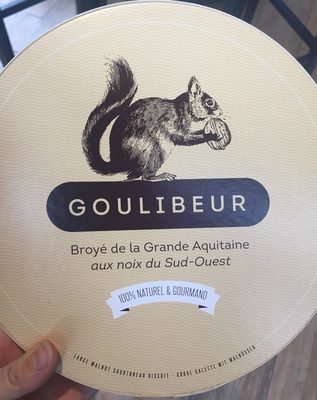 GOULIBEUR
Broyé de la Grande Aquitaine
aux noix du Sud-Ouest
100% NATUREL & GOURMAND
LARGE WALNUT SHORTBREAD BISCUIT - GROSSE GALETTE MIT WALNÜSSEN